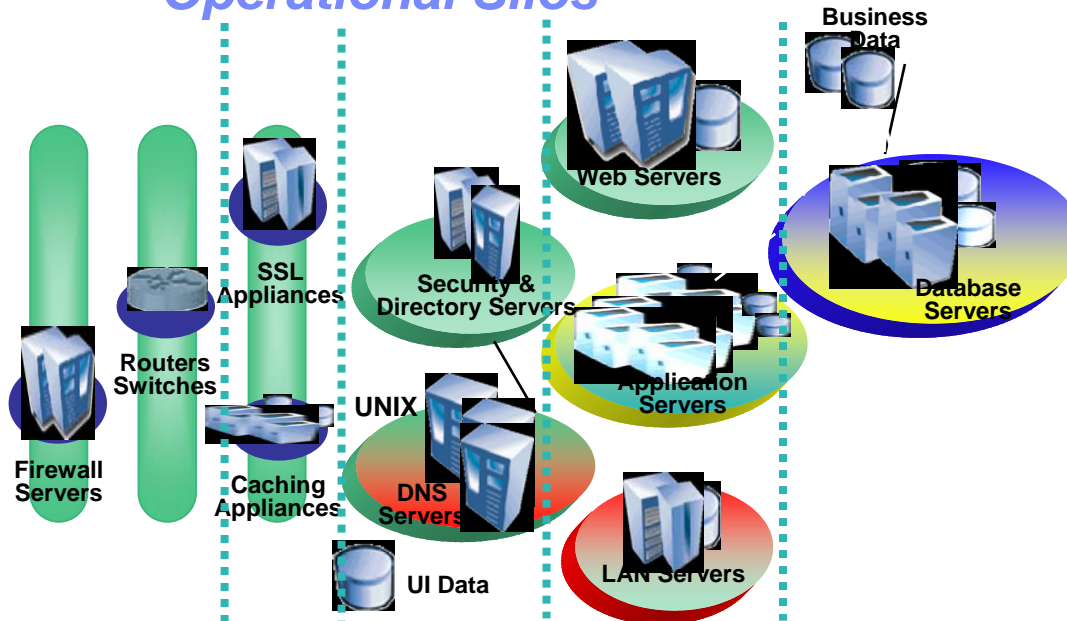 Operational Silos
Business
Data
Web Servers
SSL
Appliances
Security &
Directory Servers
Database
Servers
Routers
Switches
Application
Servers
UNIX
Firewall
Servers
Caching
Appliances
DNS
Servers
LAN Servers
UI Data